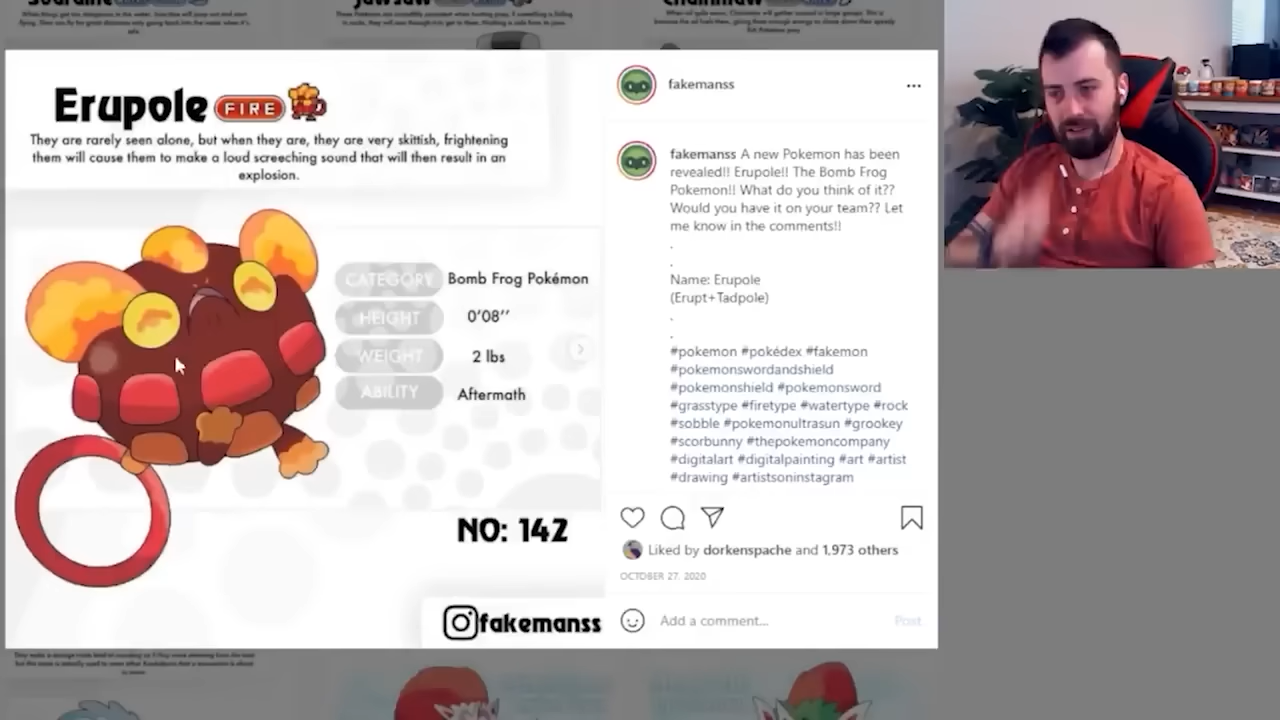 Erupole FIRE
They are rarely seen alone, but when they are, they are very skittish, frightening
them will cause them to make a loud screeching sound that will then result in an
explosion.
CATEGORY Bomb Frog Pokémon
HEIGHT 0'08''
WEIGHT 2 lbs
ABILITY Aftermath
NO: 142
fakemanss
fakemanss
fakemanss A new Pokemon has been
revealed!! Erupole!! The Bomb Frog
Pokemon!! What do you think of it??
Would you have it on your team?? Let
me know in the comments!!
.
.
Name: Erupole
(Erupt+Tadpole)
.
.
#pokemon #pokédex #fakemon
#pokemonswordandshield
#pokemonshield #pokemonsword
#grasstype #firetype #watertype #rock
#sobble #pokemonultrasun #grookey
#scorbunny #thepokemoncompany
#digitalart #digitalpainting #art #artist
#drawing #artistsoninstagram
Liked by dorkenspache and 1,973 others
OCTOBER 27, 2020
Add a comment... Post